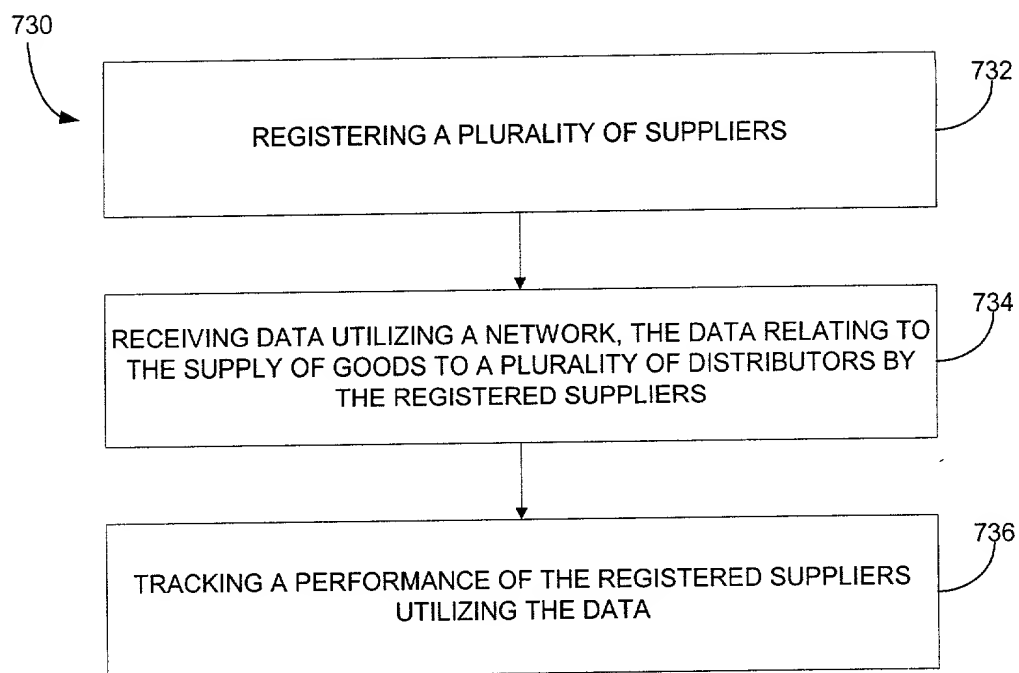 730
732
REGISTERING A PLURALITY OF SUPPLIERS
734
RECEIVING DATA UTILIZING A NETWORK, THE DATA RELATING TO
THE SUPPLY OF GOODS TO A PLURALITY OF DISTRIBUTORS BY
THE REGISTERED SUPPLIERS
736
TRACKING A PERFORMANCE OF THE REGISTERED SUPPLIERS
UTILIZING THE DATA